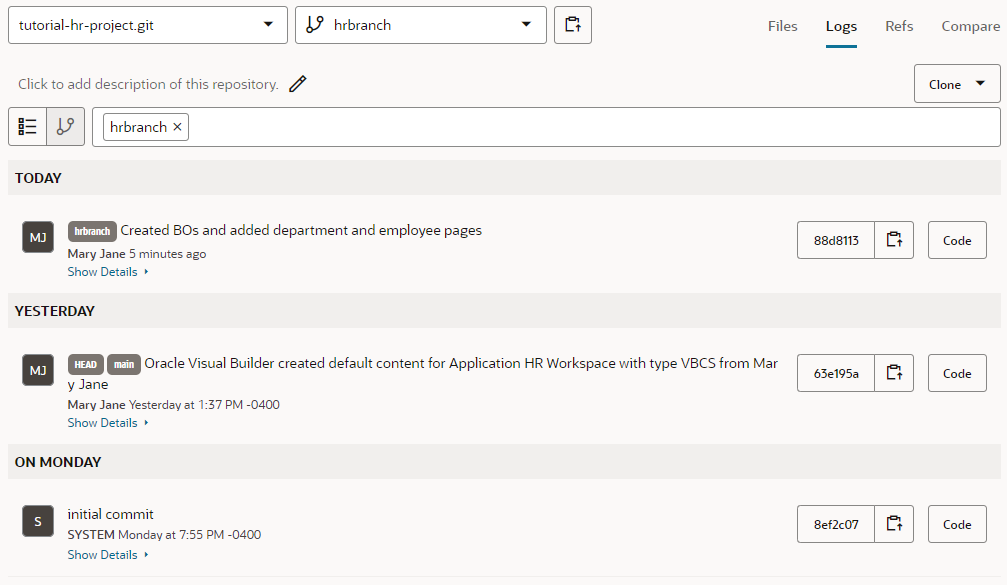 tutorial-hr-project.git hrbranch Files Logs Refs Compare
Click to add description of this repository. Clone
hrbranch ×
TODAY
MJ hrbranch Created BOs and added department and employee pages 88d8113 Code
Mary Jane 5 minutes ago
Show Details
YESTERDAY
MJ HEAD main Oracle Visual Builder created default content for Application HR Workspace with type VBCS from Mar 63e195a Code
y Jane
Mary Jane Yesterday at 1:37 PM -0400
Show Details
ON MONDAY
S initial commit 8ef2c07 Code
SYSTEM Monday at 7:55 PM -0400
Show Details